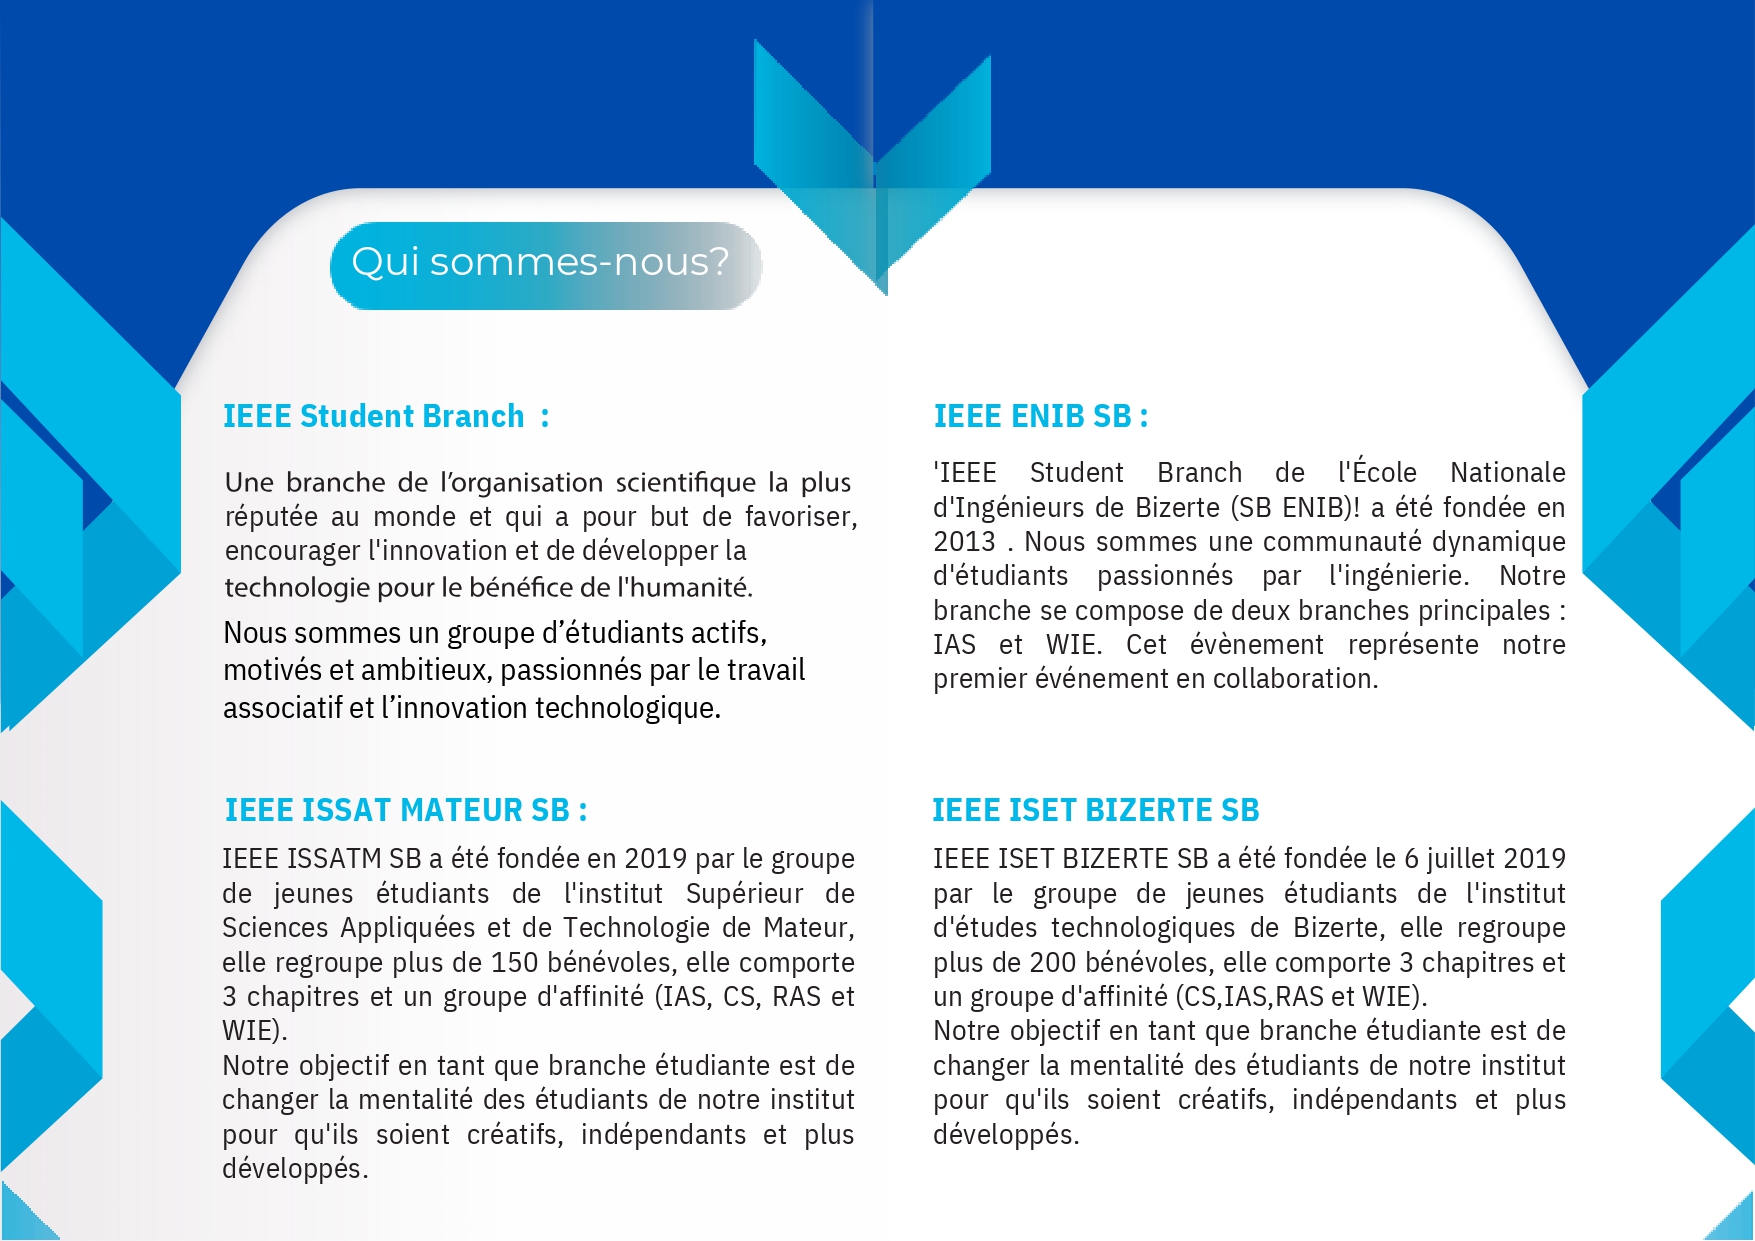 Qui sommes-nous?
IEEE Student Branch :
Une branche de l’organisation scientifique la plus
réputée au monde et qui a pour but de favoriser,
encourager l'innovation et de développer la
technologie pour le bénéfice de l'humanité.
Nous sommes un groupe d’étudiants actifs,
motivés et ambitieux, passionnés par le travail
associatif et l’innovation technologique.
IEEE ENIB SB :
'IEEE Student Branch de l'École Nationale
d'Ingénieurs de Bizerte (SB ENIB)! a été fondée en
2013 . Nous sommes une communauté dynamique
d'étudiants passionnés par l'ingénierie. Notre
branche se compose de deux branches principales :
IAS et WIE. Cet évènement représente notre
premier événement en collaboration.
IEEE ISSAT MATEUR SB :
IEEE ISSATM SB a été fondée en 2019 par le groupe
de jeunes étudiants de l'institut Supérieur de
Sciences Appliquées et de Technologie de Mateur,
elle regroupe plus de 150 bénévoles, elle comporte
3 chapitres et un groupe d'affinité (IAS, CS, RAS et
WIE).
Notre objectif en tant que branche étudiante est de
changer la mentalité des étudiants de notre institut
pour qu'ils soient créatifs, indépendants et plus
développés.
IEEE ISET BIZERTE SB
IEEE ISET BIZERTE SB a été fondée le 6 juillet 2019
par le groupe de jeunes étudiants de l'institut
d'études technologiques de Bizerte, elle regroupe
plus de 200 bénévoles, elle comporte 3 chapitres et
un groupe d'affinité (CS,IAS,RAS et WIE).
Notre objectif en tant que branche étudiante est de
changer la mentalité des étudiants de notre institut
pour qu'ils soient créatifs, indépendants et plus
développés.